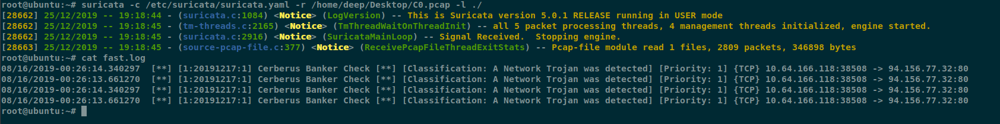 root@ubuntu:~# suricata -c /etc/suricata/suricata.yaml -r /home/deep/Desktop/C0.pcap -l ./
[28662] 25/12/2019 -- 19:18:44 - (suricata.c:1084) <Notice> (LogVersion) -- This is Suricata version 5.0.1 RELEASE running in USER mode
[28662] 25/12/2019 -- 19:18:45 - (tm-threads.c:2165) <Notice> (TmThreadWaitOnThreadInit) -- all 5 packet processing threads, 4 management threads initialized, engine started.
[28662] 25/12/2019 -- 19:18:45 - (suricata.c:2916) <Notice> (SuricataMainLoop) -- Signal Received.  Stopping engine.
[28663] 25/12/2019 -- 19:18:45 - (source-pcap-file.c:377) <Notice> (ReceivePcapFileThreadExitStats) -- Pcap-file module read 1 files, 2809 packets, 346898 bytes
root@ubuntu:~# cat fast.log
08/16/2019-00:26:14.340297  [**] [1:20191217:1] Cerberus Banker Check [**] [Classification: A Network Trojan was detected] [Priority: 1] {TCP} 10.64.166.118:38508 -> 94.156.77.32:80
08/16/2019-00:26:13.661270  [**] [1:20191217:1] Cerberus Banker Check [**] [Classification: A Network Trojan was detected] [Priority: 1] {TCP} 10.64.166.118:38508 -> 94.156.77.32:80
08/16/2019-00:26:14.340297  [**] [1:20191217:1] Cerberus Banker Check [**] [Classification: A Network Trojan was detected] [Priority: 1] {TCP} 10.64.166.118:38508 -> 94.156.77.32:80
08/16/2019-00:26:13.661270  [**] [1:20191217:1] Cerberus Banker Check [**] [Classification: A Network Trojan was detected] [Priority: 1] {TCP} 10.64.166.118:38508 -> 94.156.77.32:80
root@ubuntu:~#